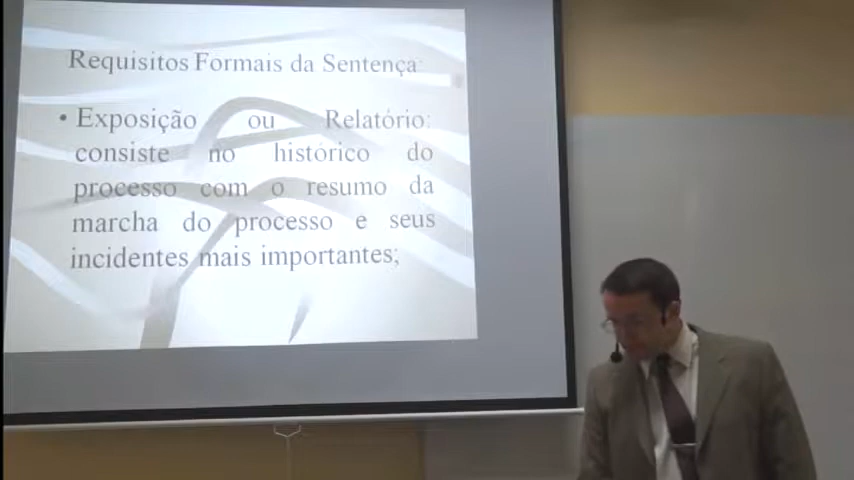 Requisitos Formais da Sentença:
• Exposição ou Relatório:
consiste no histórico do
processo com o resumo da
marcha do processo e seus
incidentes mais importantes;